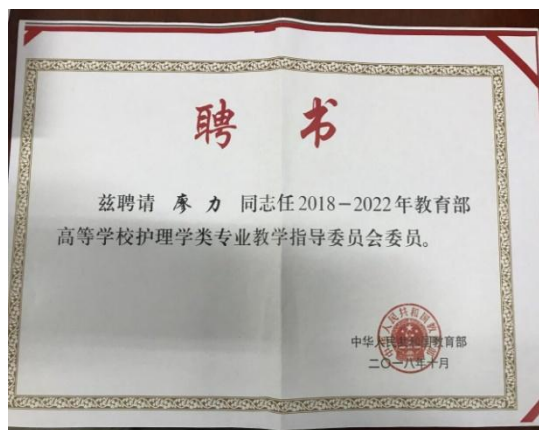 聘书
兹聘请 廖力 同志任2018－2022年教育部
高等学校护理学类专业教学指导委员会委员。
中华人民共和国教育部
二〇一八年十月